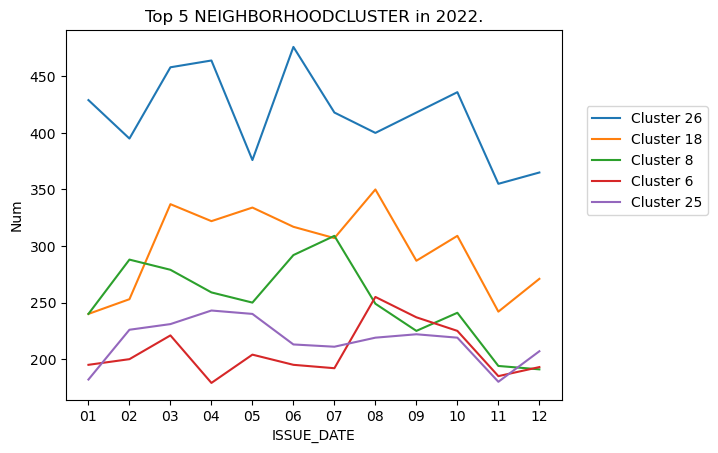 Top 5 NEIGHBORHOODCLUSTER in 2022.
450
400
350
300
250
200
Num
01 02 03 04 05 06 07 08 09 10 11 12
ISSUE_DATE
Cluster 26
Cluster 18
Cluster 8
Cluster 6
Cluster 25